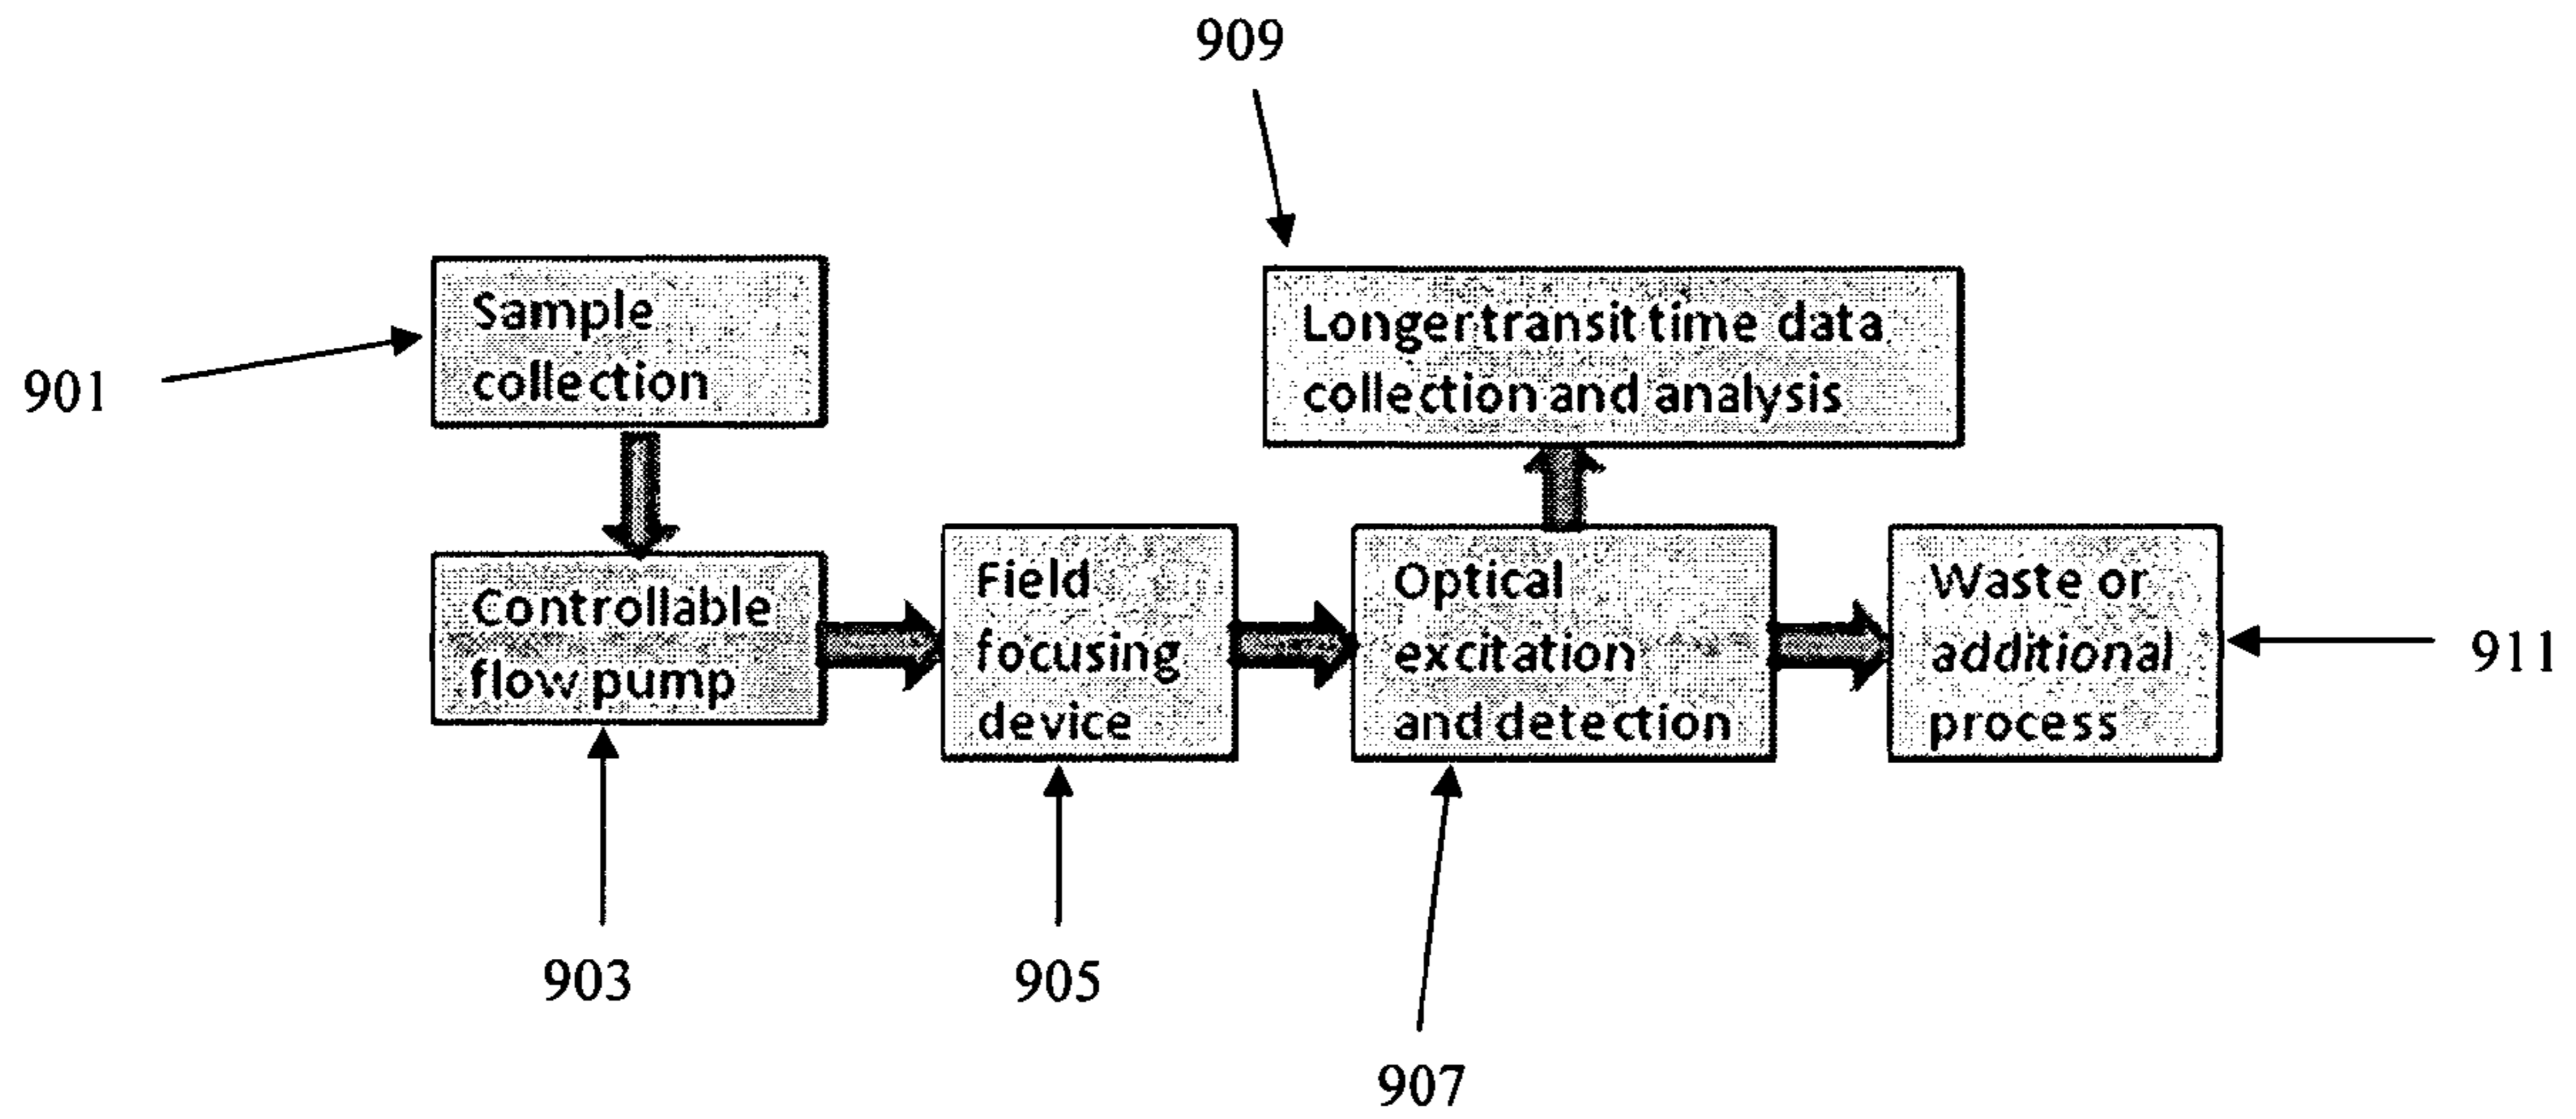 909
Sample
collection
901
Longer transit time data
collection and analysis
Controllable
flow pump
Field
focusing
device
Optical
excitation
and detection
Waste or
additional
process
911
903
905
907